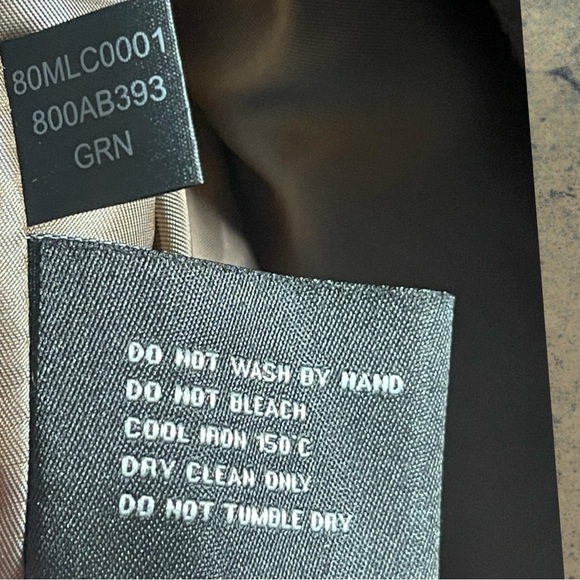 80MLC0001
800AB393
GRN
DO NOT WASH BY HAND
DO NOT BLEACH
COOL IRON 150°C
DRY CLEAN ONLY
DO NOT TUMBLE DRY